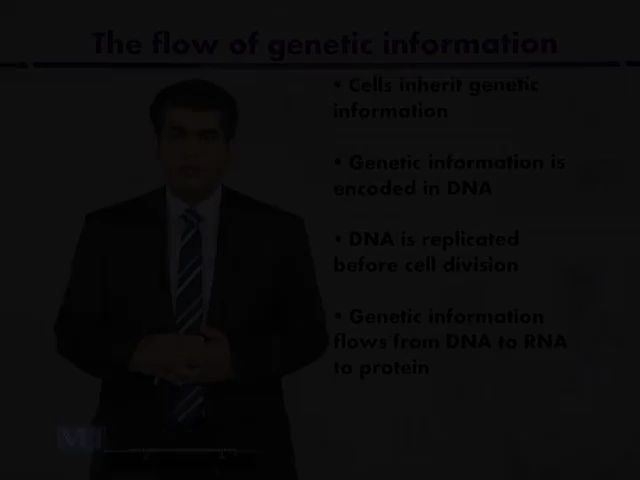 The flow of genetic information
• Cells inherit genetic
information
• Genetic information is
encoded in DNA
• DNA is replicated
before cell division
• Genetic information
flows from DNA to RNA
to protein